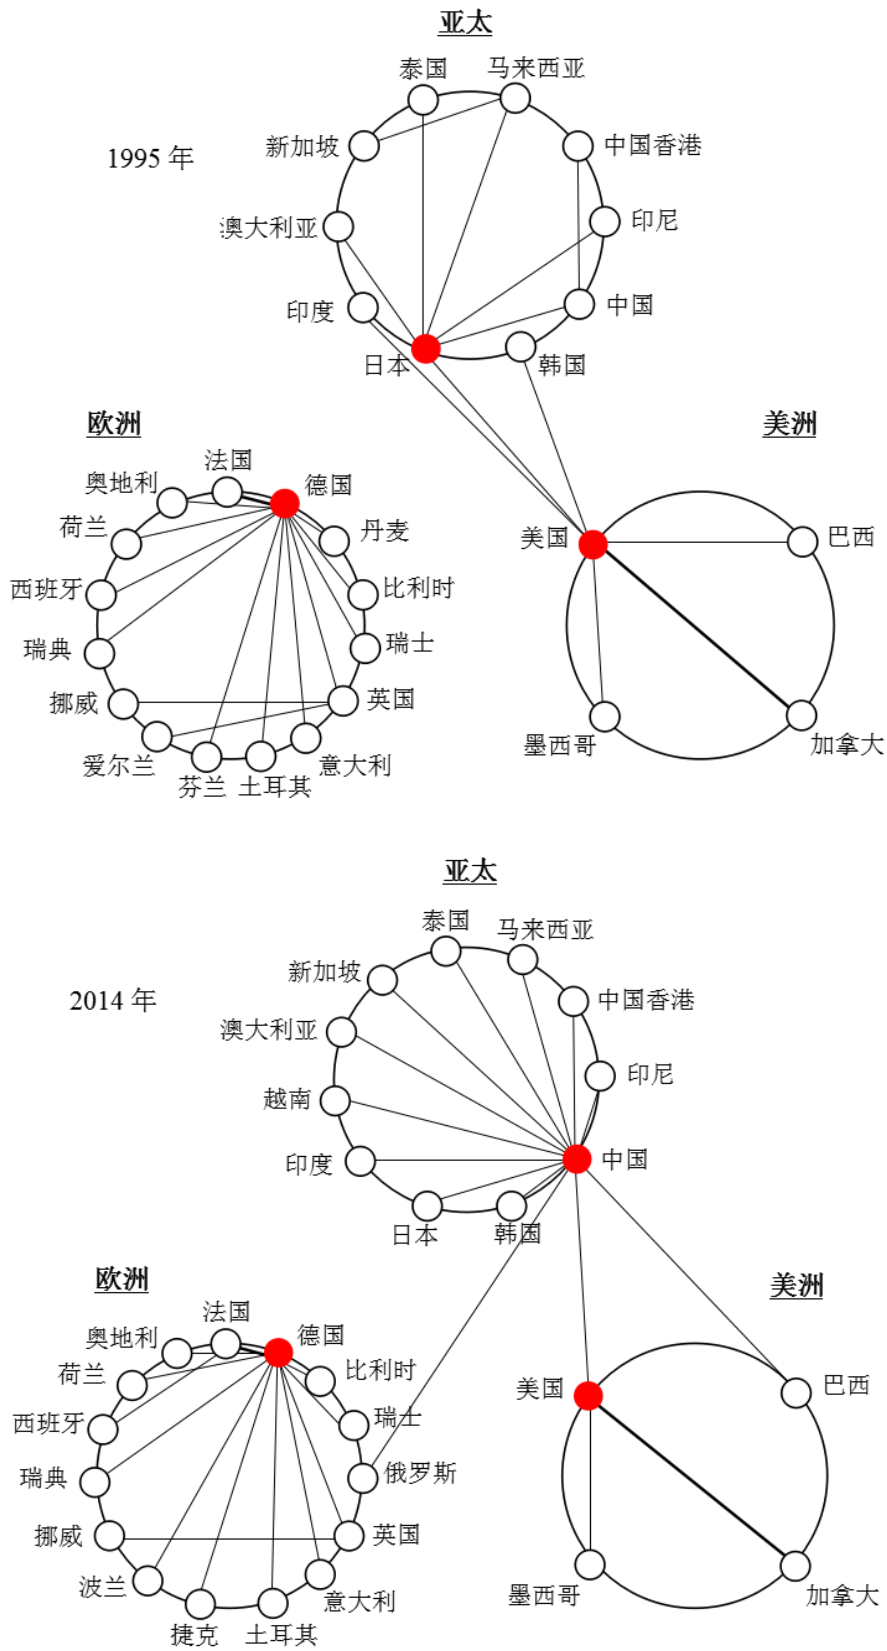 亚太
泰国
马来西亚
1995 年
新加坡
中国香港
澳大利亚
印尼
印度
中国
日本
韩国
欧洲
美洲
法国
奥地利
德国
荷兰
丹麦
美国
巴西
西班牙
比利时
瑞典
瑞士
挪威
英国
爱尔兰
芬兰
土耳其
意大利
墨西哥
加拿大
亚太
泰国
马来西亚
新加坡
2014 年
中国香港
澳大利亚
印尼
越南
印度
中国
日本
韩国
欧洲
美洲
法国
奥地利
德国
荷兰
比利时
美国
巴西
西班牙
瑞士
瑞典
俄罗斯
挪威
英国
波兰
捷克
土耳其
意大利
墨西哥
加拿大